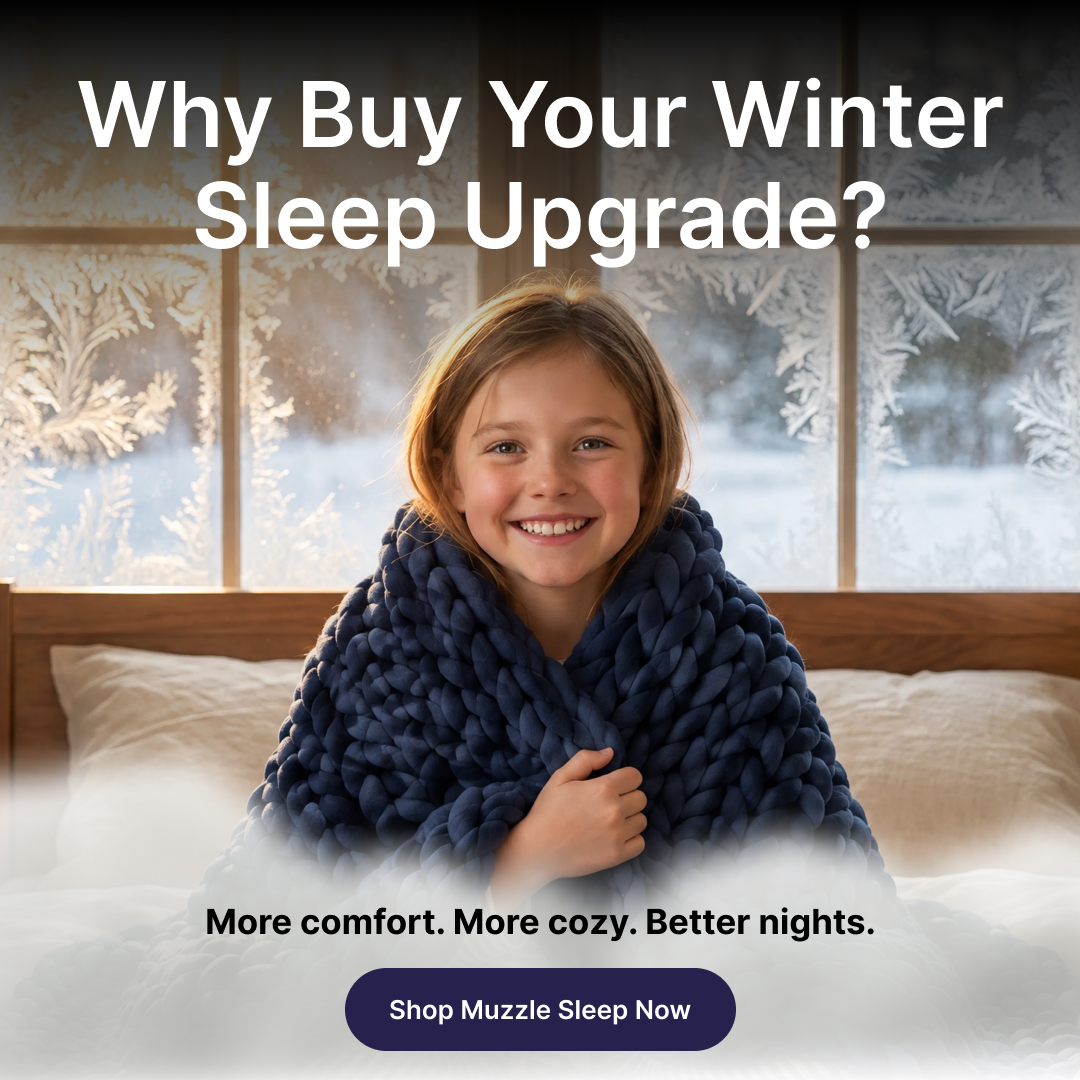 Why Buy Your Winter
Sleep Upgrade?
More comfort. More cozy. Better nights.
Shop Muzzle Sleep Now